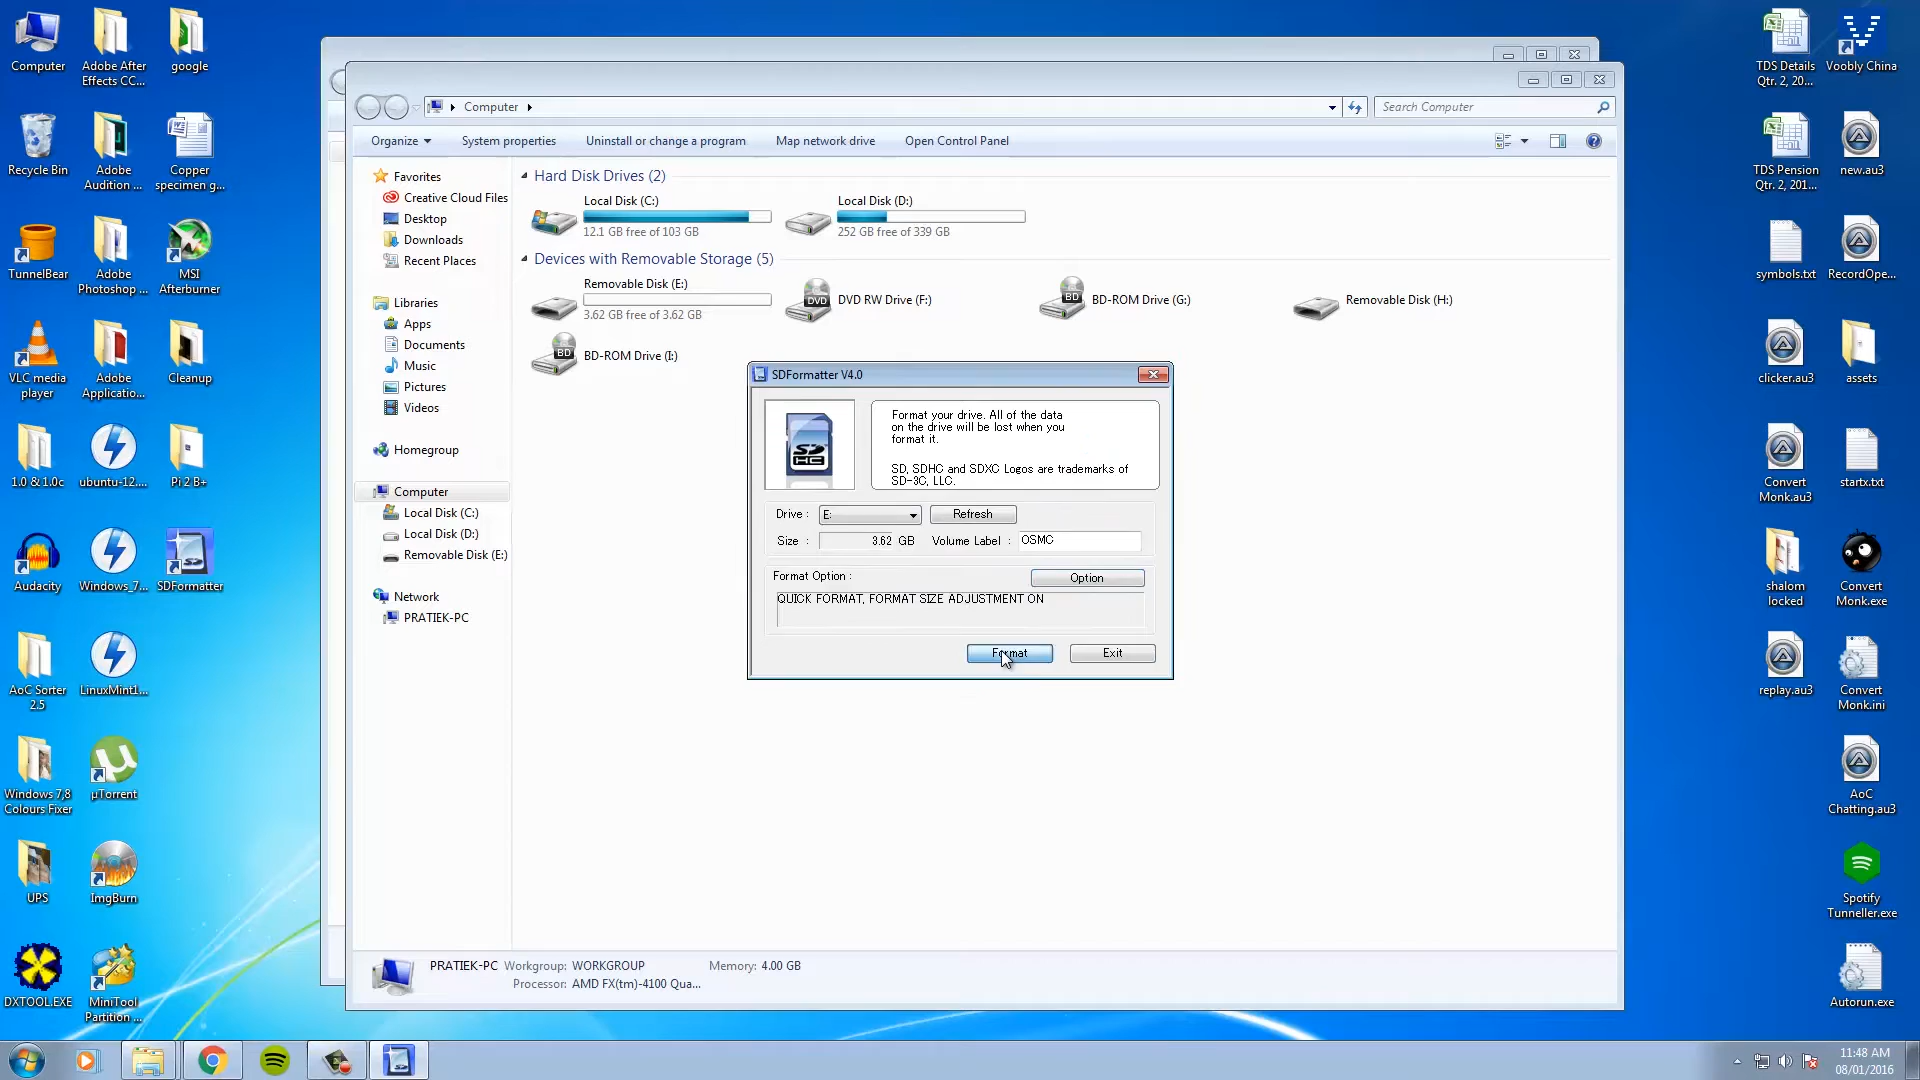 Computer
Adobe After
Effects CC...
google
Recycle Bin
Adobe
Audition ...
Copper
specimen g...
TunnelBear
Adobe
Photoshop ...
MSI
Afterburner
VLC media
player
Adobe
Applicatio...
Cleanup
1.0 & 1.0c
ubuntu-12....
Pi 2 B+
Audacity
Windows_7...
SDFormatter
AoC Sorter
2.5
LinuxMint1...
Windows 7,8
Colours Fixer
µTorrent
UPS
ImgBurn
DXTOOL.EXE
MiniTool
Partition ...
Computer
Search Computer
Organize
System properties
Uninstall or change a program
Map network drive
Open Control Panel
Favorites
Creative Cloud Files
Desktop
Downloads
Recent Places
Libraries
Apps
Documents
Music
Pictures
Videos
Homegroup
Computer
Local Disk (C:)
Local Disk (D:)
Removable Disk (E:)
Network
PRATIEK-PC
Hard Disk Drives (2)
Local Disk (C:)
12.1 GB free of 103 GB
Local Disk (D:)
252 GB free of 339 GB
Devices with Removable Storage (5)
Removable Disk (E:)
3.62 GB free of 3.62 GB
DVD
DVD RW Drive (F:)
BD
BD-ROM Drive (G:)
Removable Disk (H:)
BD
BD-ROM Drive (I:)
SDFormatter V4.0
SD
HC
Format your drive. All of the data
on the drive will be lost when you
format it.
SD, SDHC and SDXC Logos are trademarks of
SD-3C, LLC.
Drive :
E:
Refresh
Size :
3.62 GB
Volume Label :
OSMC
Format Option :
Option
QUICK FORMAT, FORMAT SIZE ADJUSTMENT ON
Format
Exit
PRATIEK-PC
Workgroup: WORKGROUP
Memory: 4.00 GB
Processor: AMD FX(tm)-4100 Qua...
TDS Details
Qtr. 2, 20...
Voobly China
TDS Pension
Qtr. 2, 201...
new.au3
symbols.txt
RecordOpe...
clicker.au3
assets
Convert
Monk.au3
startx.txt
shalom
locked
Convert
Monk.exe
replay.au3
Convert
Monk.ini
AoC
Chatting.au3
Spotify
Tunneller.exe
Autorun.exe
11:48 AM
08/01/2016